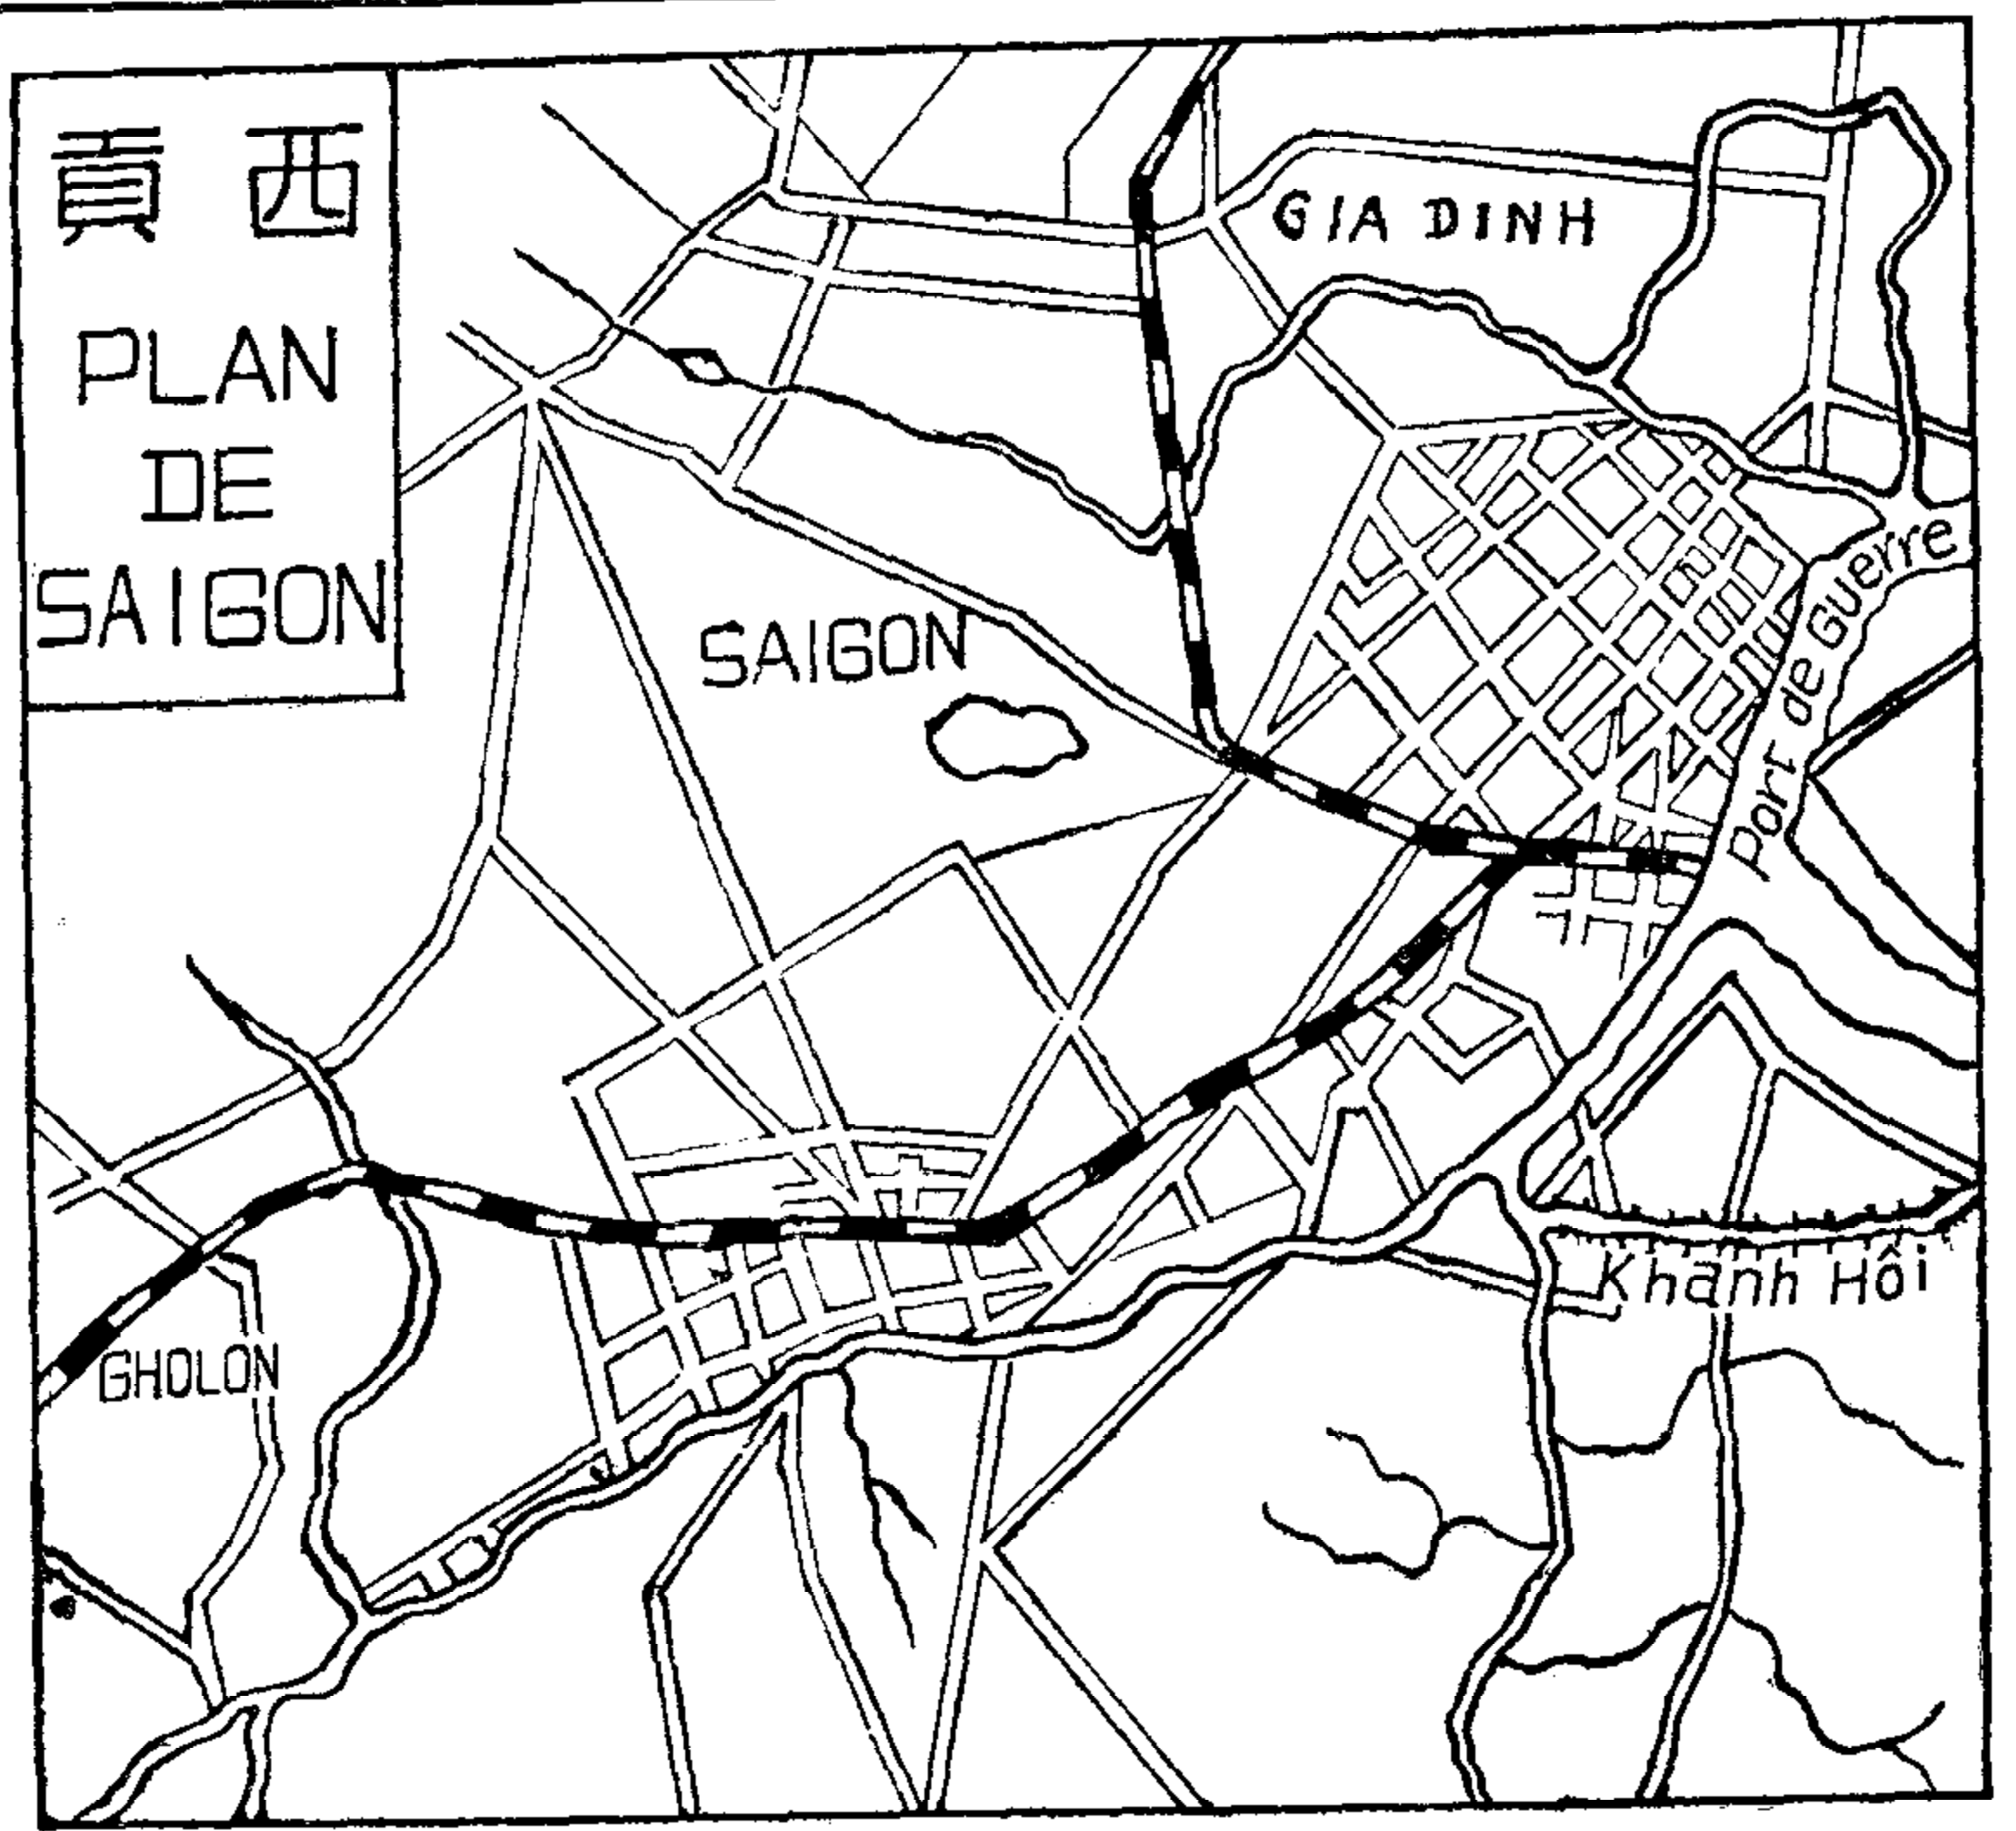 西貢
PLAN
DE
SAIGON
GIA DINH
SAIGON
Port de Guerre
Khanh Hôi
GHOLON